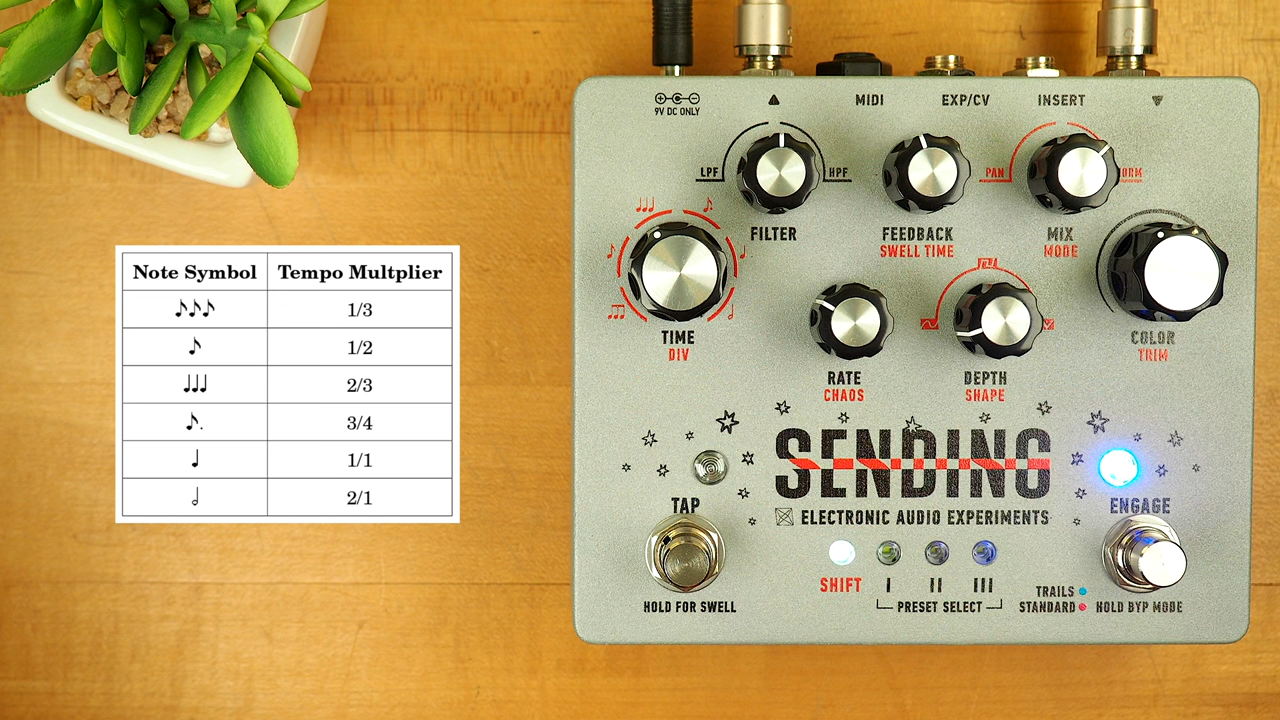 Note Symbol Tempo Multplier
♪♪♪ 1/3
♪ 1/2
♩♩♩ 2/3
♪. 3/4
♩ 1/1
𝅗𝅥 2/1
9V DC ONLY
MIDI
EXP/CV
INSERT
LPF
HPF
PAN
FILTER
FEEDBACK
SWELL TIME
MIX
MODE
TIME
DIV
RATE
CHAOS
DEPTH
SHAPE
COLOR
TRIM
SENDING
ELECTRONIC AUDIO EXPERIMENTS
TAP
HOLD FOR SWELL
ENGAGE
SHIFT I II III
PRESET SELECT
TRAILS
STANDARD
HOLD BYP MODE